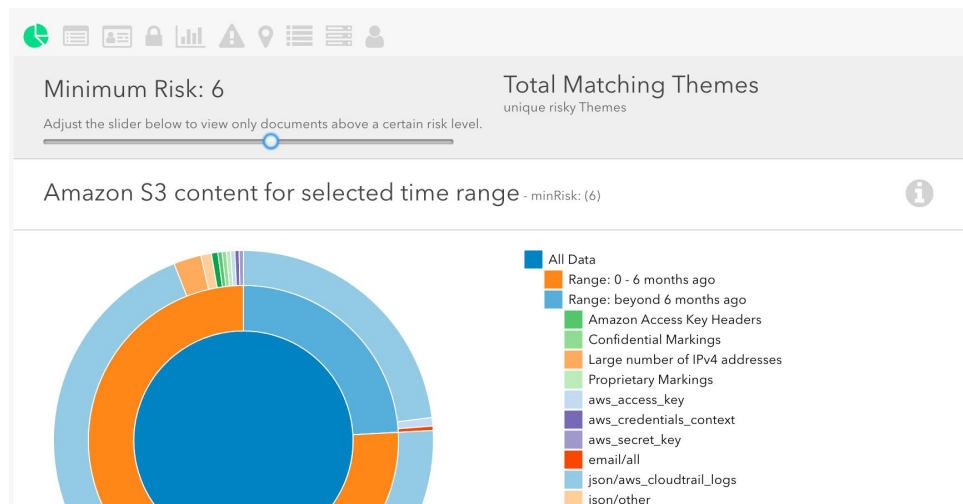 Minimum Risk: 6
Adjust the slider below to view only documents above a certain risk level.
Total Matching Themes
unique risky Themes
Amazon S3 content for selected time range - minRisk: (6)
All Data
Range: 0 - 6 months ago
Range: beyond 6 months ago
Amazon Access Key Headers
Confidential Markings
Large number of IPv4 addresses
Proprietary Markings
aws_access_key
aws_credentials_context
aws_secret_key
email/all
json/aws_cloudtrail_logs
json/other